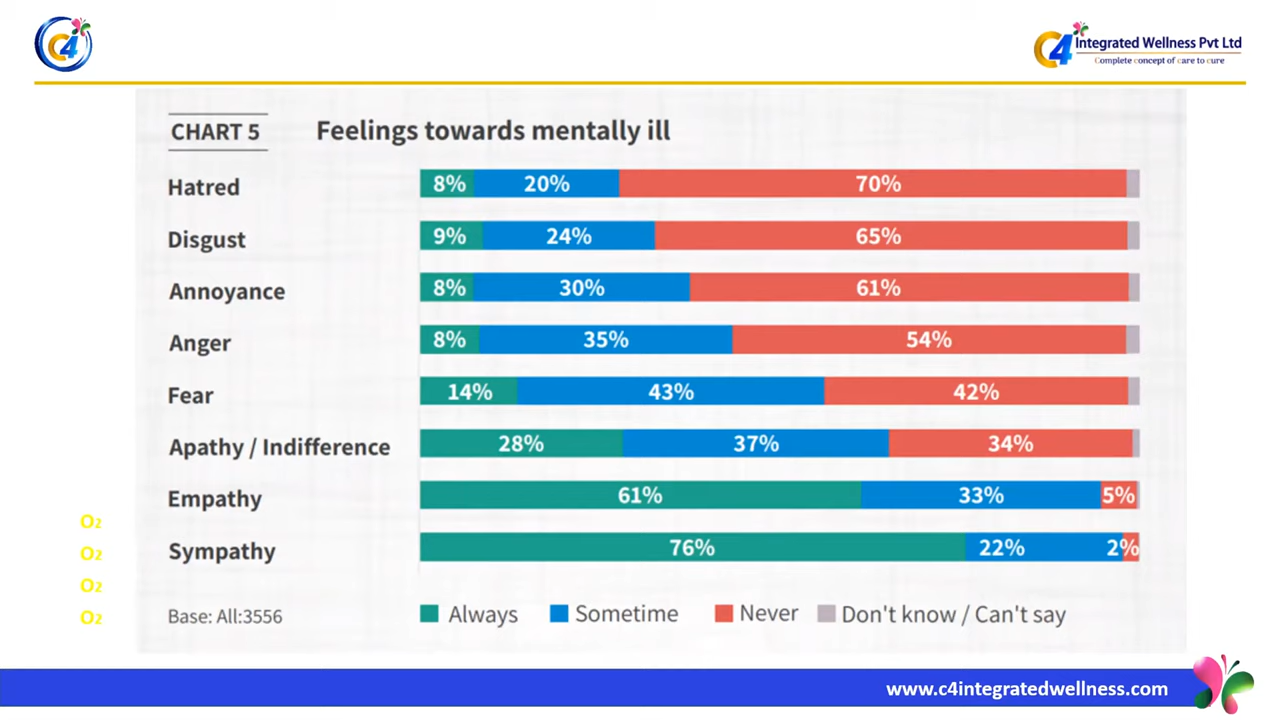 C4
C4 Integrated Wellness Pvt Ltd
Complete concept of care to cure
CHART 5 Feelings towards mentally ill
Hatred 8% 20% 70%
Disgust 9% 24% 65%
Annoyance 8% 30% 61%
Anger 8% 35% 54%
Fear 14% 43% 42%
Apathy / Indifference 28% 37% 34%
Empathy 61% 33% 5%
O2
Sympathy 76% 22% 2%
O2
O2
O2
Base: All:3556 Always Sometime Never Don't know / Can't say
www.c4integratedwellness.com